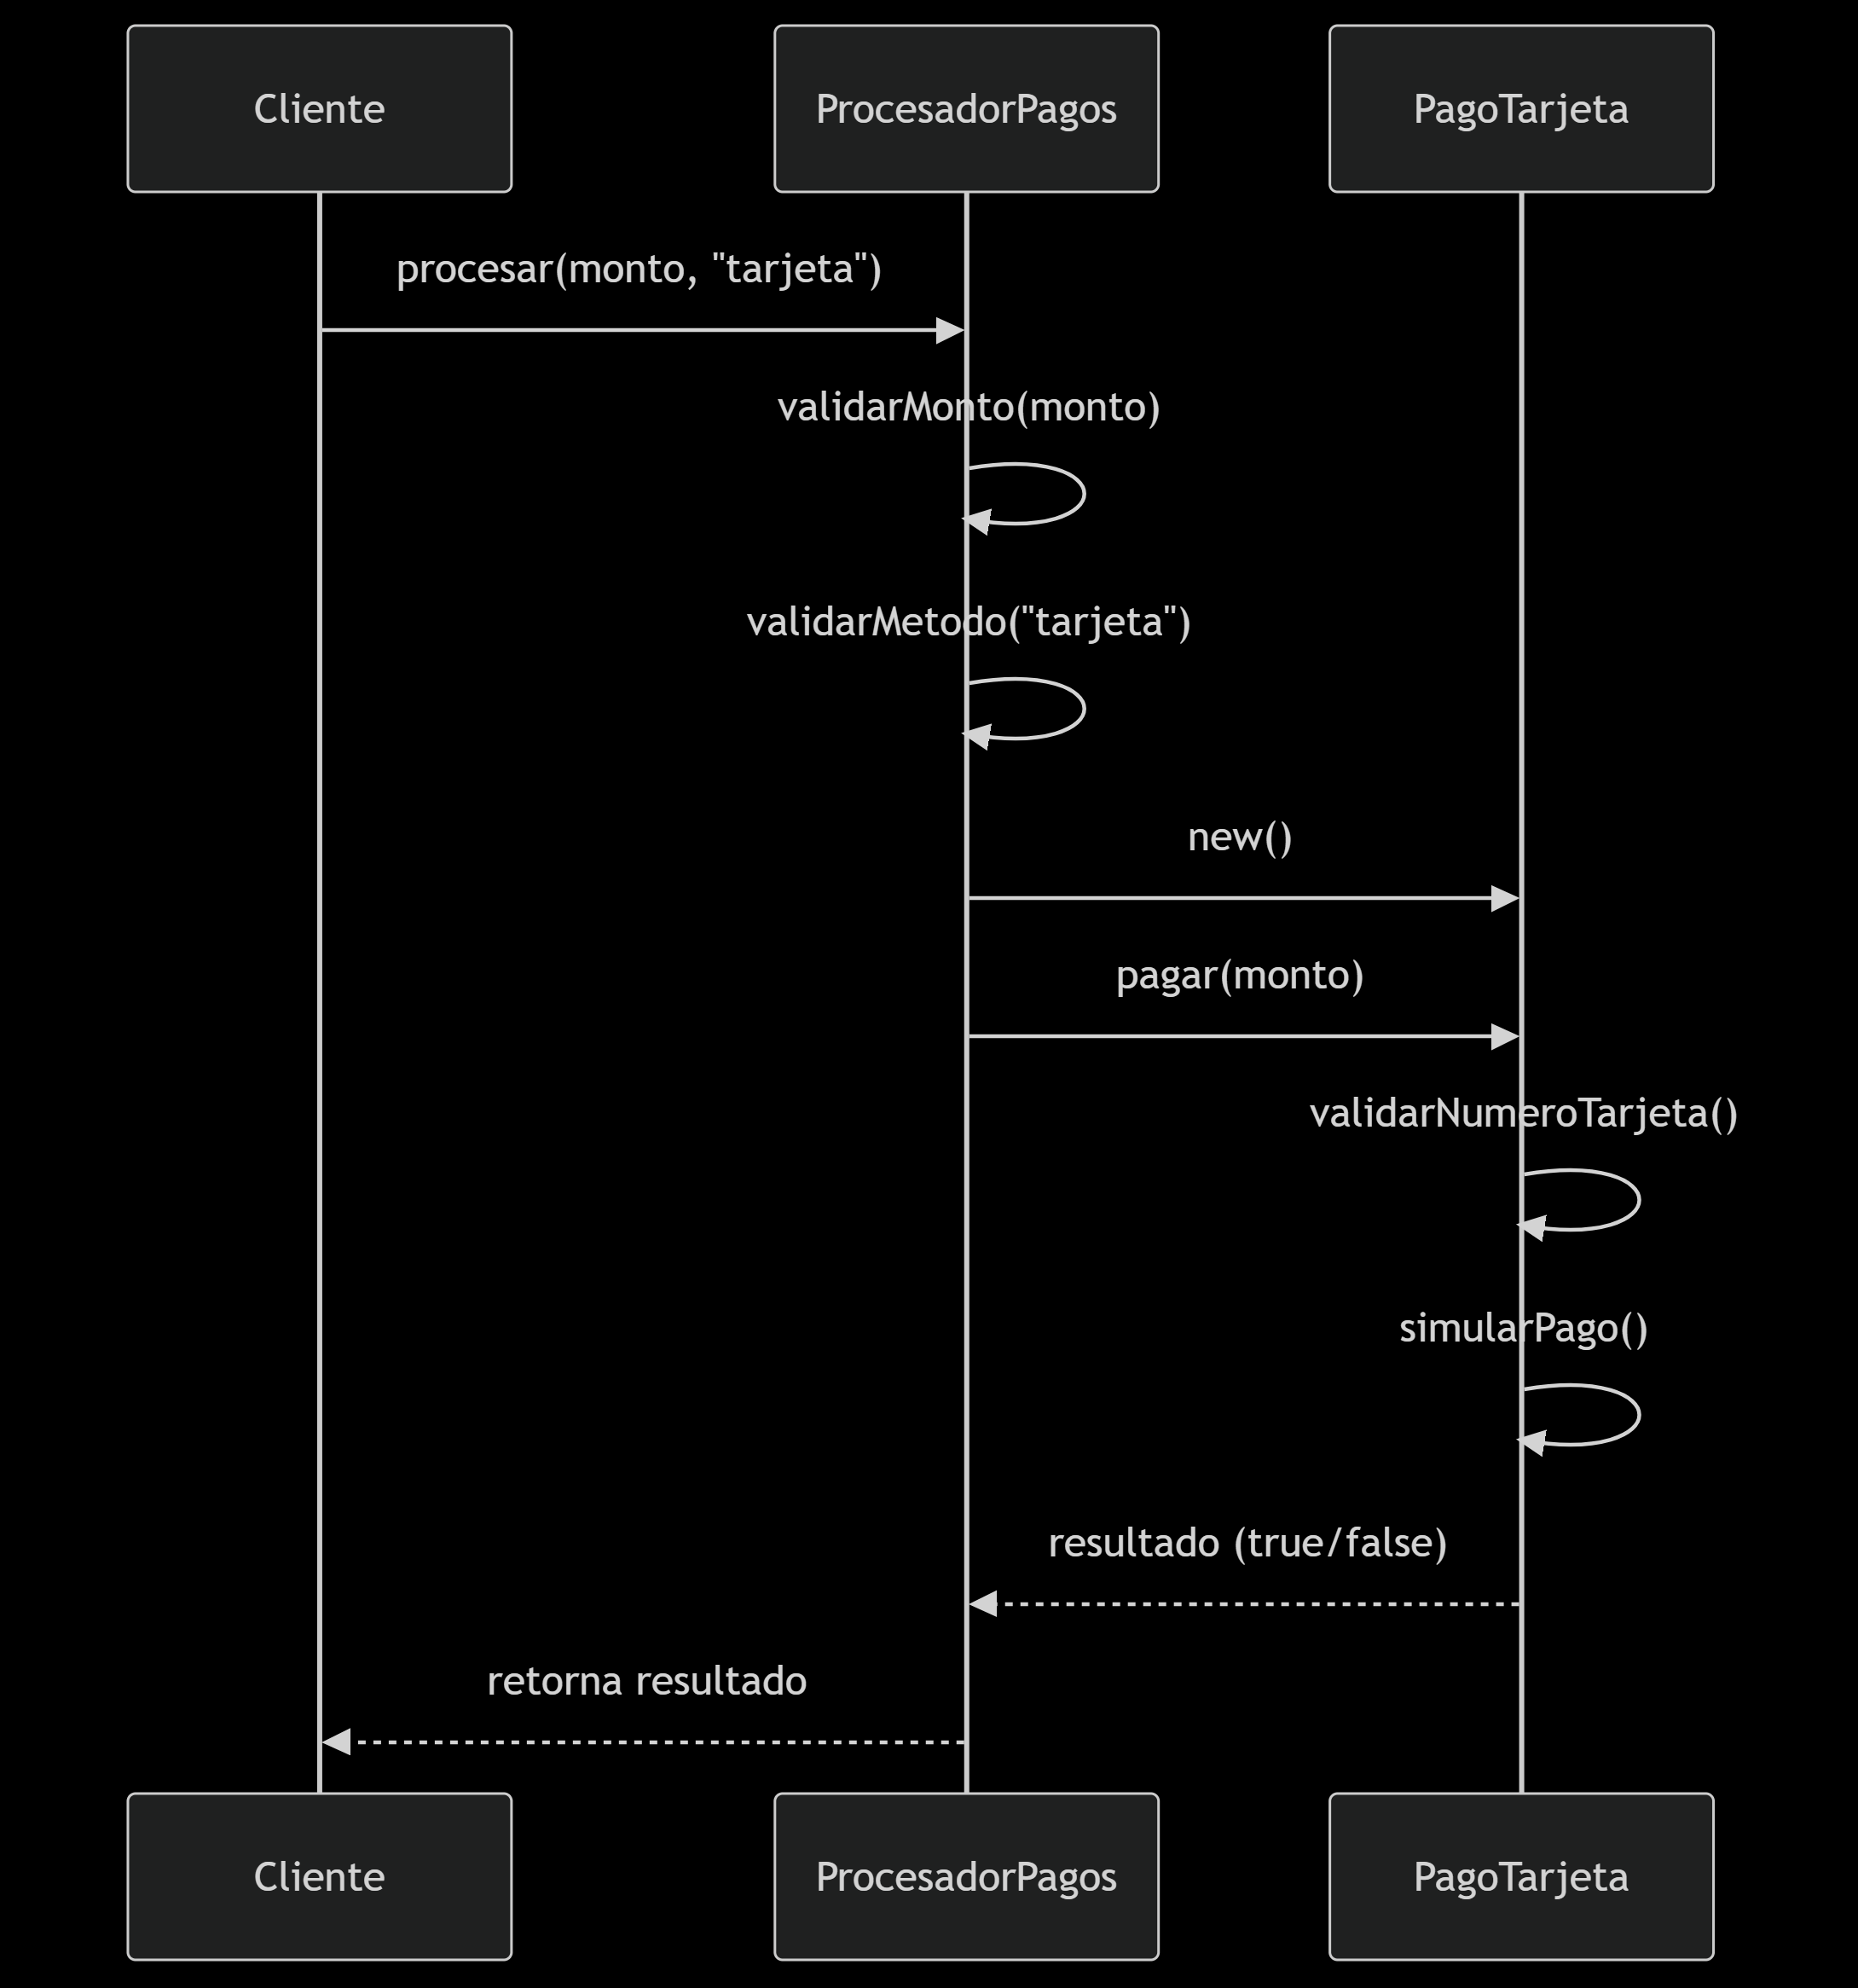 Cliente
ProcesadorPagos
PagoTarjeta
procesar(monto, "tarjeta")
validarMonto(monto)
validarMetodo("tarjeta")
new()
pagar(monto)
validarNumeroTarjeta()
simularPago()
resultado (true/false)
retorna resultado
Cliente
ProcesadorPagos
PagoTarjeta